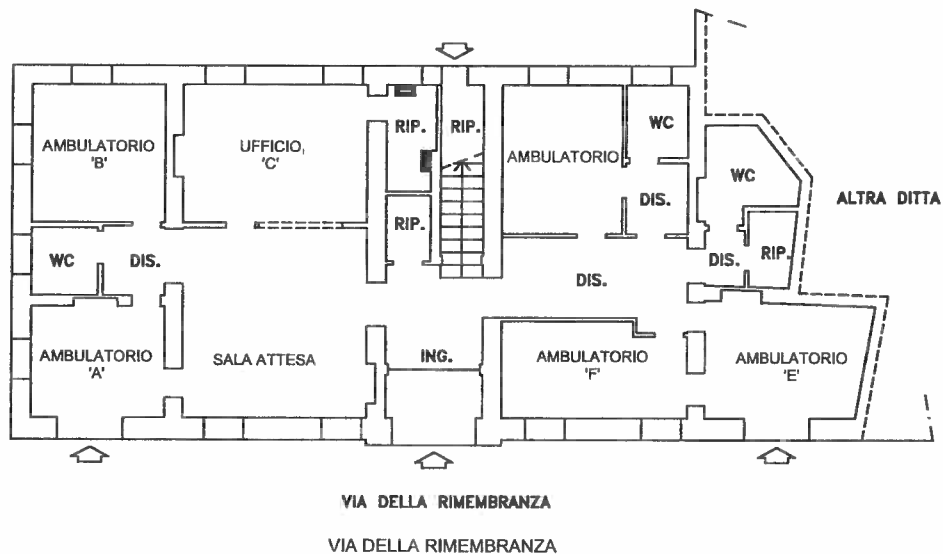 AMBULATORIO
'B'
UFFICIO,
'C'
RIP.
RIP.
AMBULATORIO
WC
WC
ALTRA DITTA
DIS.
RIP.
WC
DIS.
DIS.
RIP.
DIS.
AMBULATORIO
'A'
SALA ATTESA
ING.
AMBULATORIO
'F'
AMBULATORIO
'E'
VIA DELLA RIMEMBRANZA
VIA DELLA RIMEMBRANZA